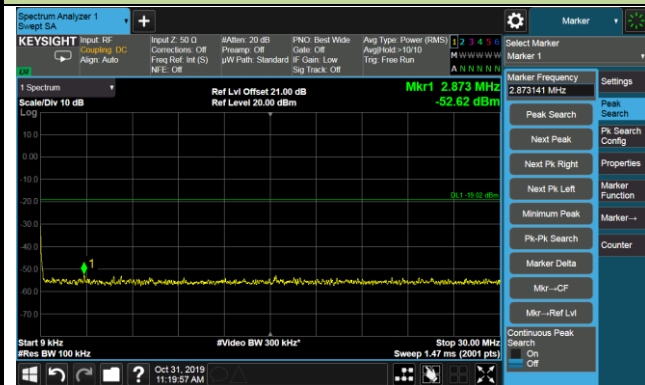 Spectrum Analyzer 1
Swept SA
Marker
KEYSIGHT
Input: RF
Coupling: DC
Align: Auto
Input Z: 50 Ω
Corrections: Off
Freq Ref: Int (S)
NFE: Off
#Atten: 20 dB
Preamp: Off
µW Path: Standard
PNO: Best Wide
Gate: Off
IF Gain: Low
Sig Track: Off
Avg Type: Power (RMS)
Avg|Hold:>10/10
Trig: Free Run
1 2 3 4 5 6
M W W W W W
A N N N N N
Select Marker
Marker 1
1 Spectrum
Scale/Div 10 dB
Log
Ref Lvl Offset 21.00 dB
Ref Level 20.00 dBm
Mkr1 2.873 MHz
-52.62 dBm
10.0
0.00
-10.0
-20.0
-30.0
-40.0
-50.0
-60.0
-70.0
DL1 -19.02 dBm
1
Start 9 kHz
#Res BW 100 kHz
#Video BW 300 kHz*
Stop 30.00 MHz
Sweep 1.47 ms (2001 pts)
Marker Frequency
2.873141 MHz
Peak Search
Next Peak
Next Pk Right
Next Pk Left
Minimum Peak
Pk-Pk Search
Marker Delta
Mkr→CF
Mkr→Ref Lvl
Continuous Peak
Search
On
Off
Settings
Peak
Search
Pk Search
Config
Properties
Marker
Function
Marker→
Counter
Oct 31, 2019
11:19:57 AM